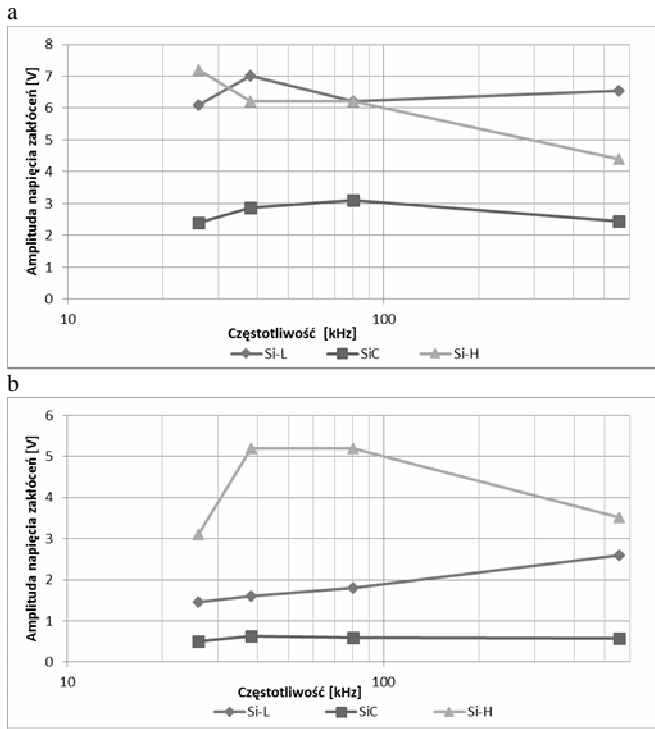 a
8
7
6
5
4
3
2
1
0
Amplituda napięcia zakłóceń [V]
10
100
Częstotliwość [kHz]
Si-L
SiC
Si-H
b
6
5
4
3
2
1
0
Amplituda napięcia zakłóceń [V]
10
100
Częstotliwość [kHz]
Si-L
SiC
Si-H